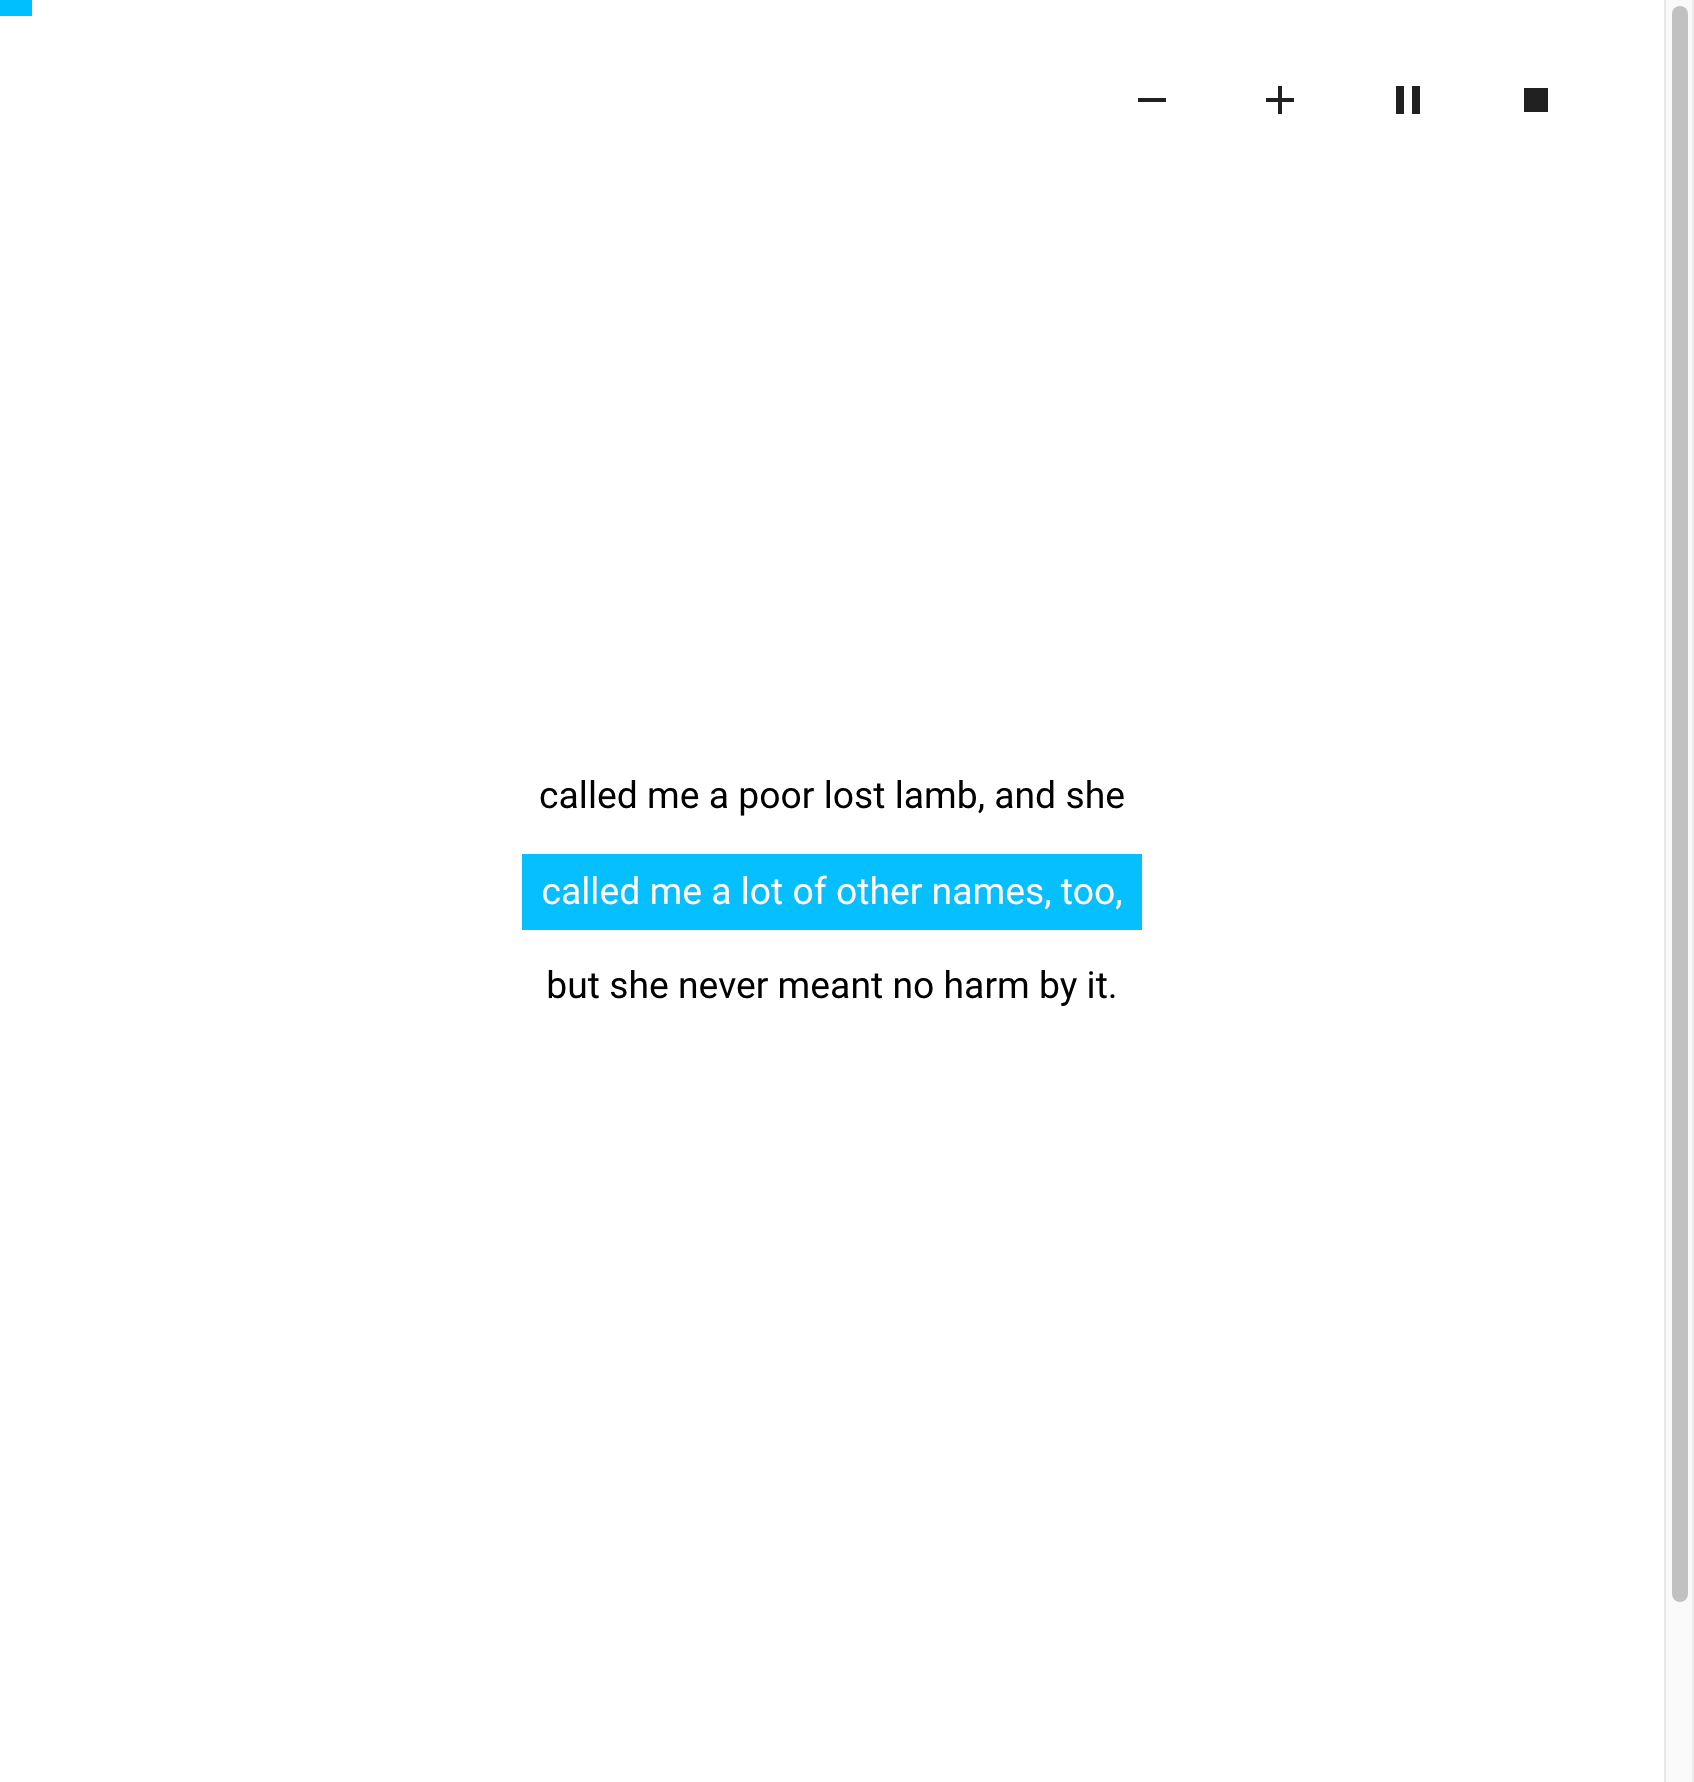 called me a poor lost lamb, and she
called me a lot of other names, too,
but she never meant no harm by it.